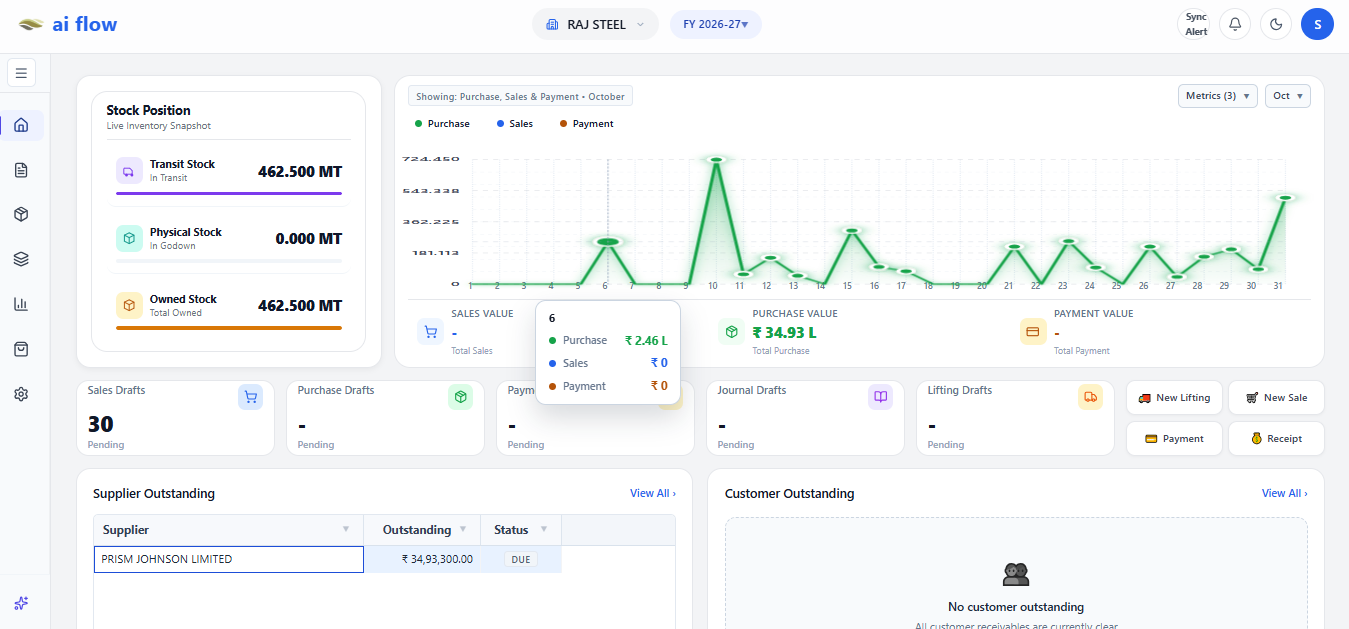 ai flow
RAJ STEEL
FY 2026-27▾
Sync
Alert
S
Stock Position
Live Inventory Snapshot
Transit Stock
In Transit
462.500 MT
Physical Stock
In Godown
0.000 MT
Owned Stock
Total Owned
462.500 MT
Showing: Purchase, Sales & Payment • October
Metrics (3) ▾
Oct ▾
Purchase
Sales
Payment
724.450
543.338
362.225
181.113
0
1 2 3 4 5 6 7 8 9 10 11 12 13 14 15 16 17 18 19 20 21 22 23 24 25 26 27 28 29 30 31
SALES VALUE
-
Total Sales
PURCHASE VALUE
₹ 34.93 L
Total Purchase
PAYMENT VALUE
-
Total Payment
6
Purchase ₹ 2.46 L
Sales ₹ 0
Payment ₹ 0
Sales Drafts
30
Pending
Purchase Drafts
-
Pending
Paym
-
Pending
Journal Drafts
-
Pending
Lifting Drafts
-
Pending
New Lifting
New Sale
Payment
Receipt
Supplier Outstanding
View All ›
Supplier Outstanding Status
PRISM JOHNSON LIMITED ₹ 34,93,300.00 DUE
Customer Outstanding
View All ›
No customer outstanding
All customer receivables are currently clear